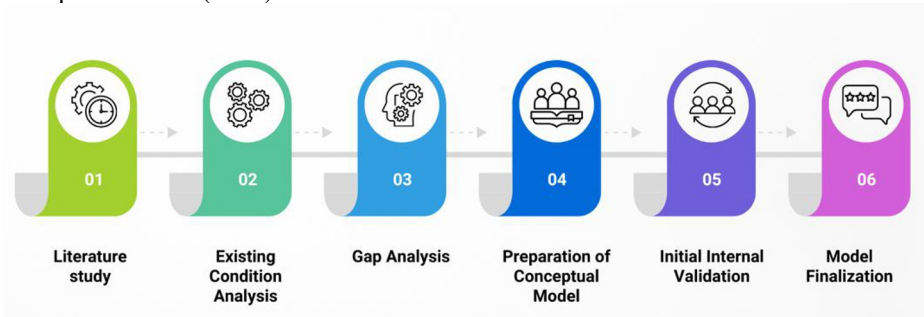 01
02
03
04
05
06
Literature
study
Existing
Condition
Analysis
Gap Analysis
Preparation of
Conceptual
Model
Initial Internal
Validation
Model
Finalization